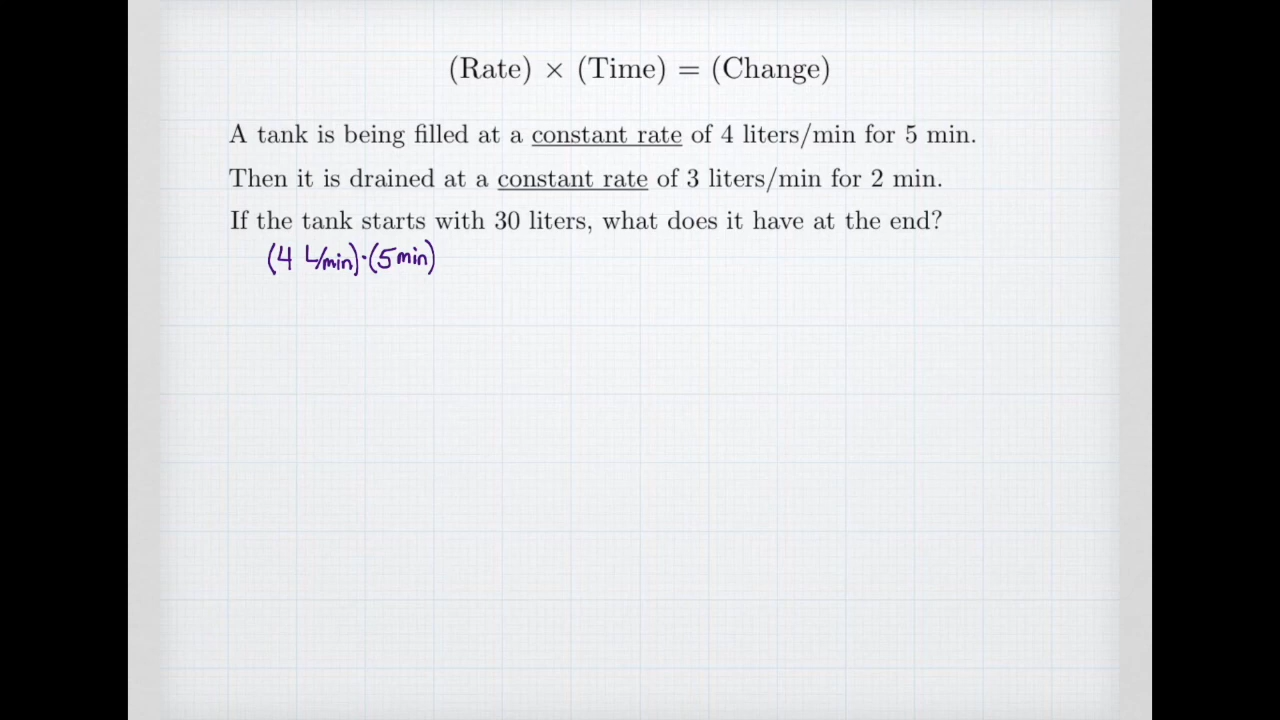 (Rate) × (Time) = (Change)
A tank is being filled at a constant rate of 4 liters/min for 5 min.
Then it is drained at a constant rate of 3 liters/min for 2 min.
If the tank starts with 30 liters, what does it have at the end?
(4 L/min)·(5 min)